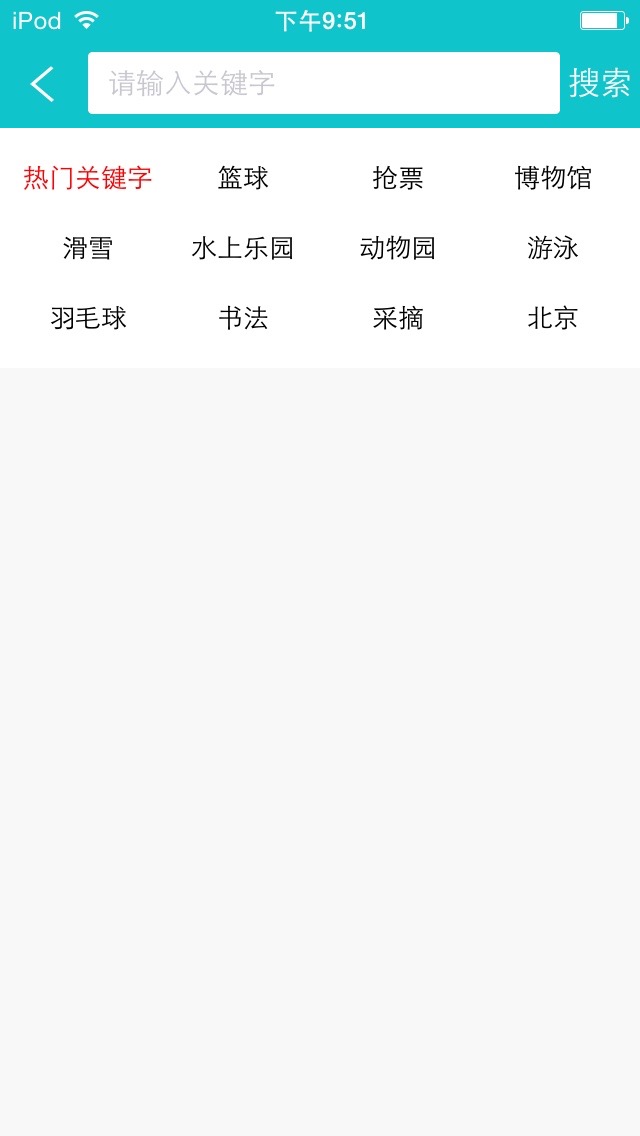 iPod 下午9:51
请输入关键字 搜索
热门关键字 篮球 抢票 博物馆
滑雪 水上乐园 动物园 游泳
羽毛球 书法 采摘 北京